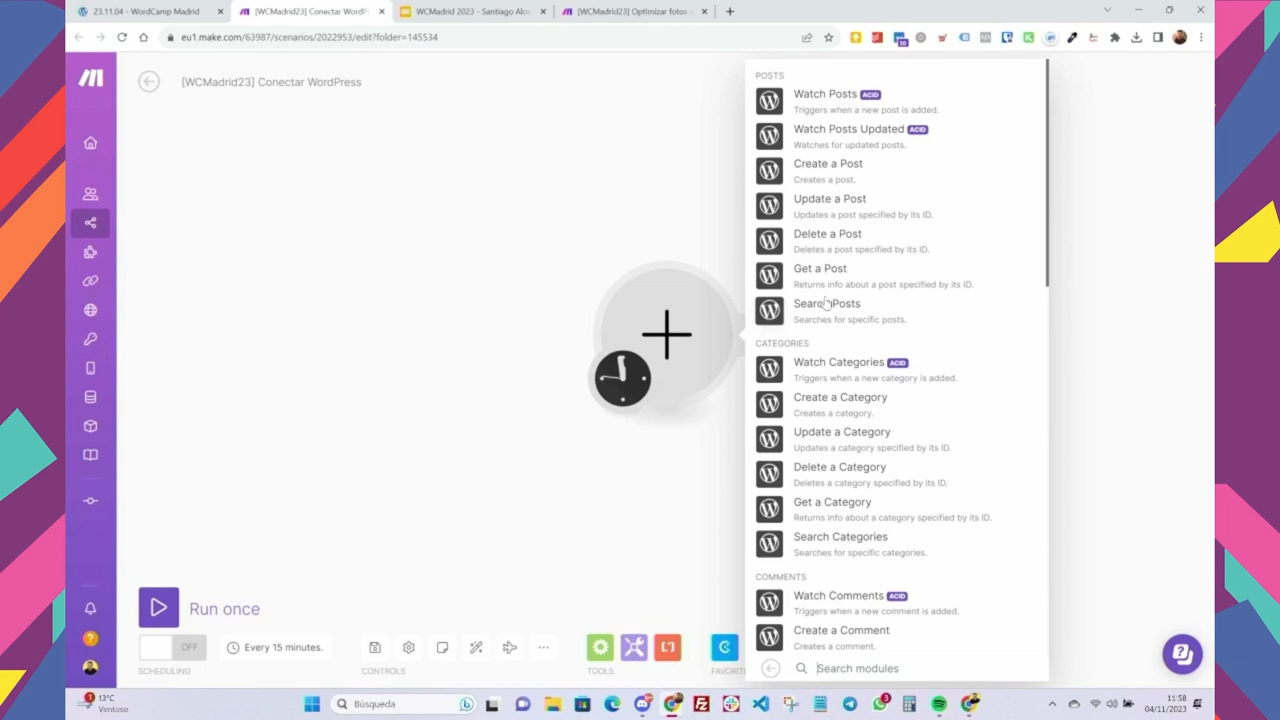 23.11.04 - WordCamp Madrid
[WCMadrid23] Conectar WordPr
WCMadrid 2023 - Santiago Alon
[WCMadrid23] Optimizar fotos
eu1.make.com/63987/scenarios/2022953/edit?folder=145534
[WCMadrid23] Conectar WordPress
POSTS
Watch Posts ACID
Triggers when a new post is added.
Watch Posts Updated ACID
Watches for updated posts.
Create a Post
Creates a post.
Update a Post
Updates a post specified by its ID.
Delete a Post
Deletes a post specified by its ID.
Get a Post
Returns info about a post specified by its ID.
Search Posts
Searches for specific posts.
CATEGORIES
Watch Categories ACID
Triggers when a new category is added.
Create a Category
Creates a category.
Update a Category
Updates a category specified by its ID.
Delete a Category
Deletes a category specified by its ID.
Get a Category
Returns info about a category specified by its ID.
Search Categories
Searches for specific categories.
COMMENTS
Watch Comments ACID
Triggers when a new comment is added.
Create a Comment
Creates a comment.
Search modules
Run once
OFF
Every 15 minutes.
SCHEDULING
CONTROLS
TOOLS
FAVORIT
1
13°C
Ventoso
Búsqueda
3
11:58
04/11/2023